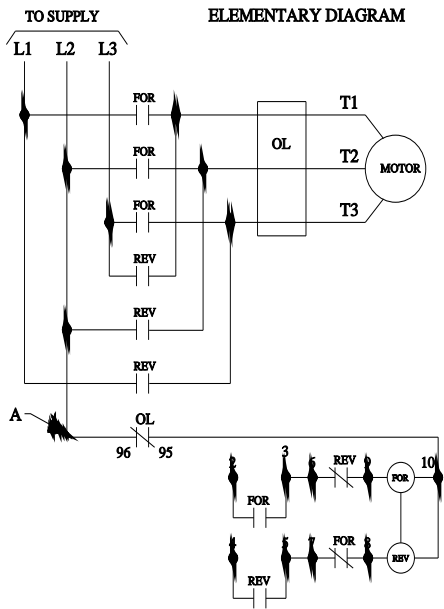 TO SUPPLY
ELEMENTARY DIAGRAM
L1 L2 L3
FOR
T1
OL
FOR
T2
MOTOR
FOR
T3
REV
REV
REV
A
OL
96 95
2 3 6 REV 9 FOR 10
FOR
4 5 7 FOR 8 REV
REV